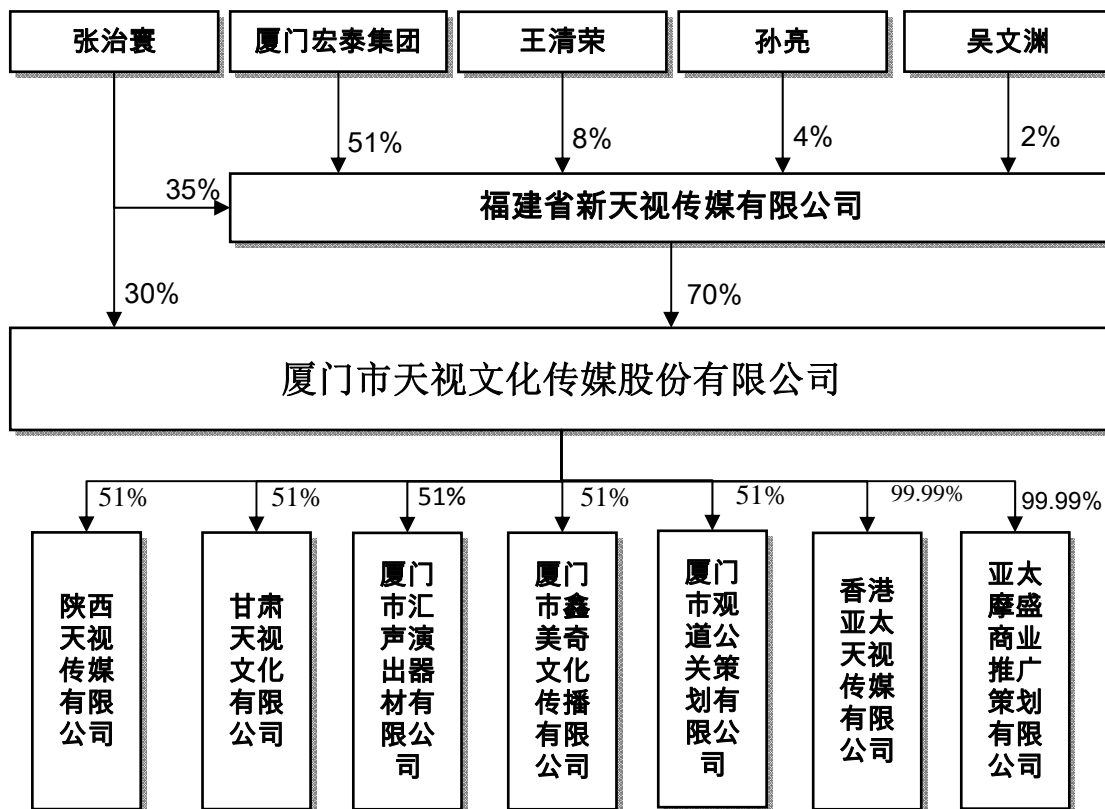 张治寰
厦门宏泰集团
王清荣
孙亮
吴文渊
51%
8%
4%
2%
35%
福建省新天视传媒有限公司
30%
70%
厦门市天视文化传媒股份有限公司
51%
51%
51%
51%
51%
99.99%
99.99%
陕西
天视
传媒
有限
公司
甘肃
天视
文化
有限
公司
厦门
市汇
声演
出器
材有
限公
司
厦门
市鑫
美奇
文化
传播
有限
公司
厦门
市观
道公
关策
划有
限公
司
香港
亚太
天视
传媒
有限
公司
亚太
摩盛
商业
推广
策划
有限
公司